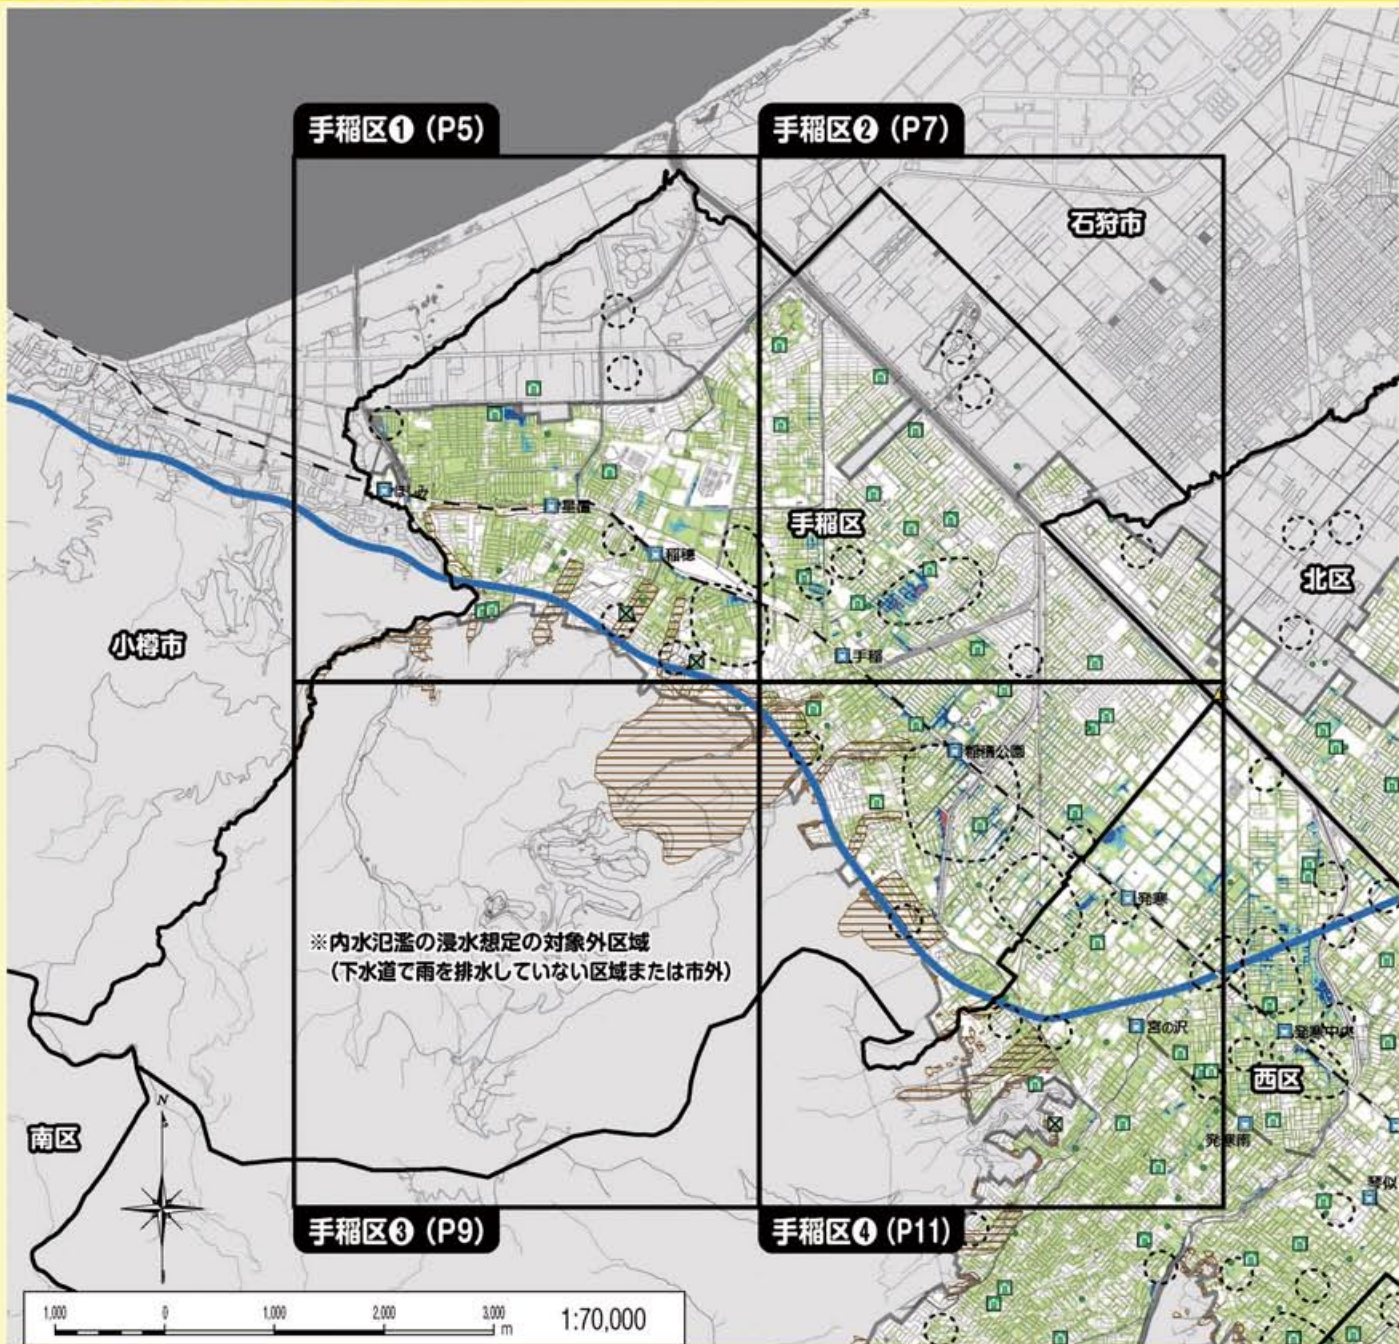 手稲区❶ (P5)
手稲区❷ (P7)
石狩市
手稲区
ほしみ
星置
稲穂
北区
小樽市
手稲
稲積公園
発寒
※内水氾濫の浸水想定の対象外区域
(下水道で雨を排水していない区域または市外)
宮の沢
発寒中央
西区
N
南区
発寒南
琴似
手稲区❸ (P9)
手稲区❹ (P11)
1,000 0 1,000 2,000 3,000 m 1:70,000